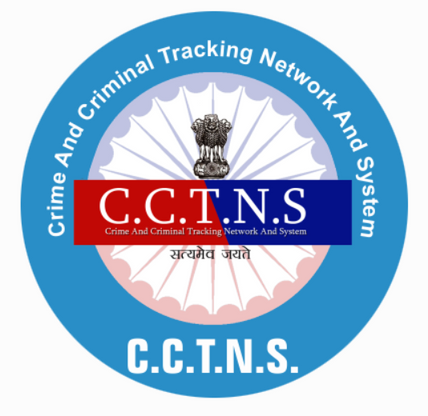 Crime And Criminal Tracking Network And System
C.C.T.N.S
Crime And Criminal Tracking Network And System
सत्यमेव जयते
C.C.T.N.S.